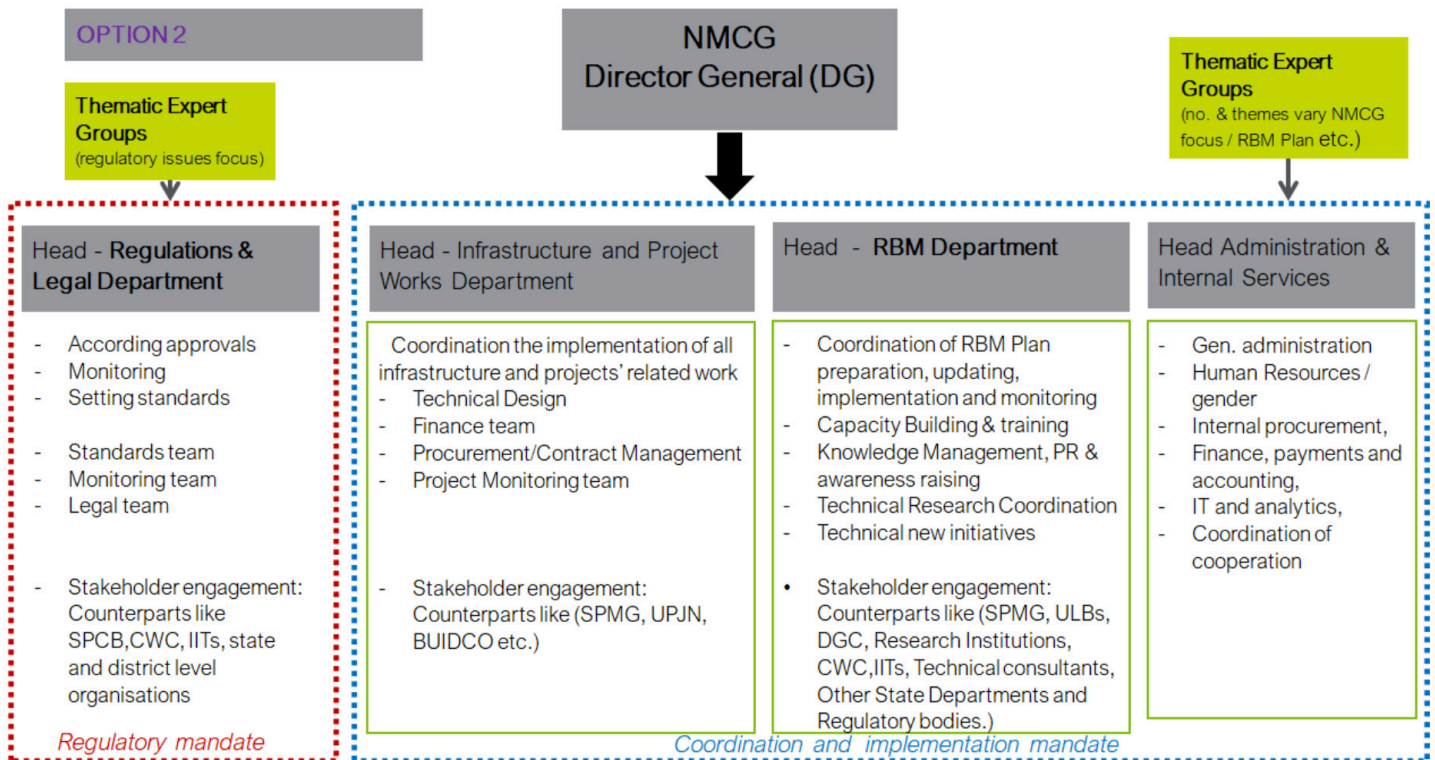 OPTION 2
NMCG
Director General (DG)
Thematic Expert
Groups
(regulatory issues focus)
Thematic Expert
Groups
(no. & themes vary NMCG
focus / RBM Plan etc.)
Head - Regulations &
Legal Department
- According approvals
- Monitoring
- Setting standards
- Standards team
- Monitoring team
- Legal team
- Stakeholder engagement:
Counterparts like
SPCB,CWC, IITs, state
and district level
organisations
Regulatory mandate
Head - Infrastructure and Project
Works Department
Coordination the implementation of all
infrastructure and projects' related work
- Technical Design
- Finance team
- Procurement/Contract Management
- Project Monitoring team
- Stakeholder engagement:
Counterparts like (SPMG, UPJN,
BUIDCO etc.)
Head - RBM Department
- Coordination of RBM Plan
preparation, updating,
implementation and monitoring
- Capacity Building & training
- Knowledge Management, PR &
awareness raising
- Technical Research Coordination
- Technical new initiatives
• Stakeholder engagement:
Counterparts like (SPMG, ULBs,
DGC, Research Institutions,
CWC,IITs, Technical consultants,
Other State Departments and
Regulatory bodies.)
Head Administration &
Internal Services
- Gen. administration
- Human Resources /
gender
- Internal procurement,
- Finance, payments and
accounting,
- IT and analytics,
- Coordination of
cooperation
Coordination and implementation mandate